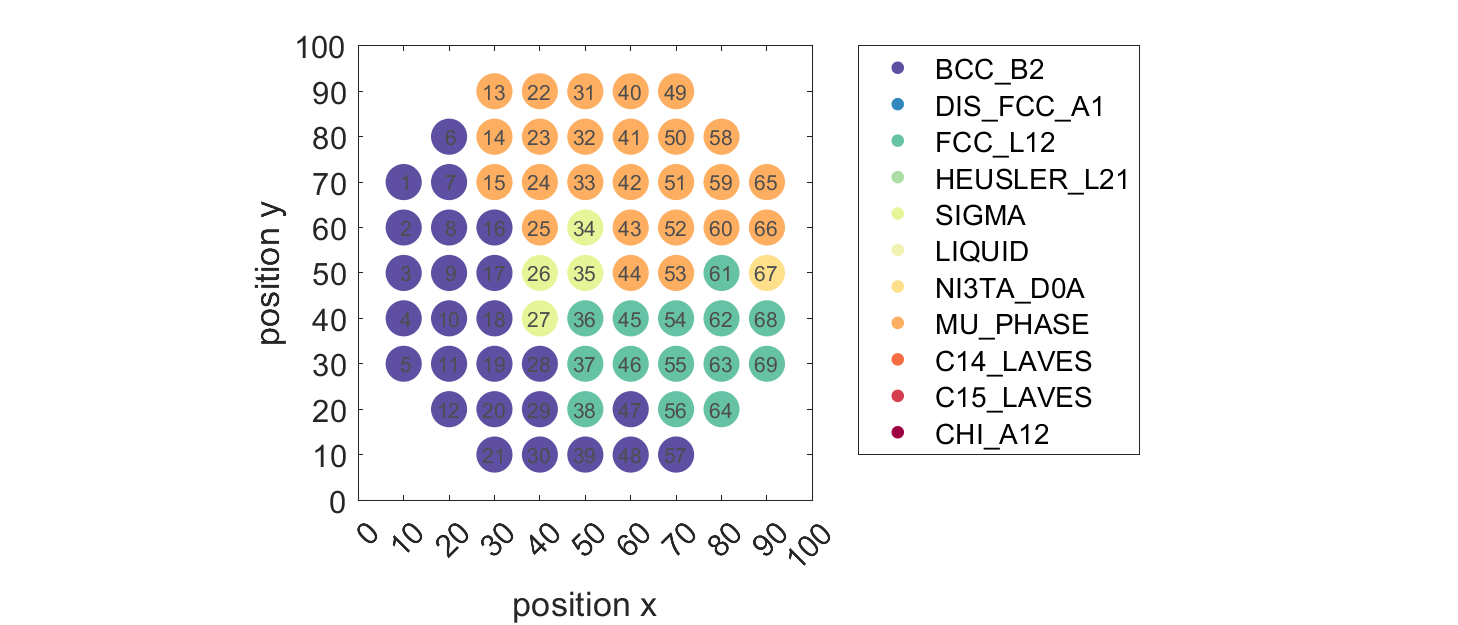 100
90
13 22 31 40 49
80
6 14 23 32 41 50 58
70
1 7 15 24 33 42 51 59 65
60
2 8 16 25 34 43 52 60 66
50
3 9 17 26 35 44 53 61 67
40
4 10 18 27 36 45 54 62 68
30
5 11 19 28 37 46 55 63 69
20
12 20 29 38 47 56 64
10
21 30 39 48 57
0
0 10 20 30 40 50 60 70 80 90 100
position x
position y
BCC_B2
DIS_FCC_A1
FCC_L12
HEUSLER_L21
SIGMA
LIQUID
NI3TA_D0A
MU_PHASE
C14_LAVES
C15_LAVES
CHI_A12